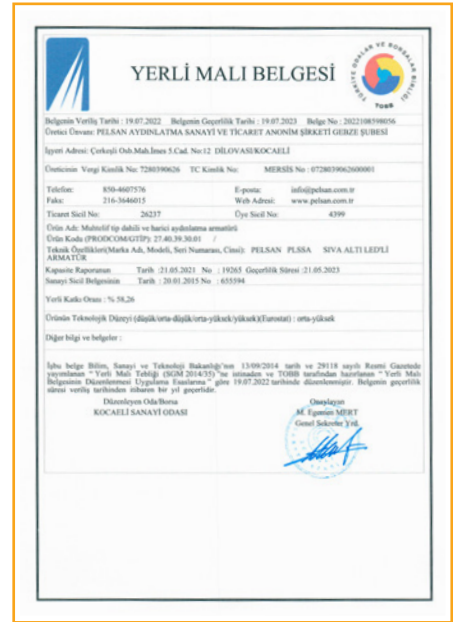 YERLİ MALI BELGESİ
TÜRKİYE ODALAR VE BORSALAR BİRLİĞİ
TOBB
Belgenin Veriliş Tarihi : 19.07.2022 Belgenin Geçerlilik Tarihi : 19.07.2023 Belge No : 2022108598056
Üretici Ünvanı: PELSAN AYDINLATMA SANAYİ VE TİCARET ANONİM ŞİRKETİ GEBZE ŞUBESİ
İşyeri Adresi: Çerkeşli Osb.Mah.İmes 5.Cad. No:12 DİLOVASI/KOCAELİ
Üreticinin Vergi Kimlik No: 7280390626 TC Kimlik No: MERSİS No : 0728039062600001
Telefon: 850-4607576 E-posta: info@pelsan.com.tr
Faks: 216-3646015 Web Adresi: www.pelsan.com.tr
Ticaret Sicil No: 26237 Üye Sicil No: 4399
Ürün Adı: Muhtelif tip dahili ve harici aydınlatma armatürü
Ürün Kodu (PRODCOM/GTİP): 27.40.39.30.01 /
Teknik Özellikleri(Marka Adı, Modeli, Seri Numarası, Cinsi): PELSAN PLSSA SIVA ALTI LED'Lİ
ARMATÜR
Kapasite Raporunun Tarih :21.05.2021 No : 19265 Geçerlilik Süresi :21.05.2023
Sanayi Sicil Belgesinin Tarih : 20.01.2015 No : 655594
Yerli Katkı Oranı : % 58,26
Ürünün Teknolojik Düzeyi (düşük/orta-düşük/orta-yüksek/yüksek)(Eurostat) : orta-yüksek
Diğer bilgi ve belgeler :
İşbu belge Bilim, Sanayi ve Teknoloji Bakanlığı'nın 13/09/2014 tarih ve 29118 sayılı Resmi Gazetede
yayımlanan " Yerli Malı Tebliği (SGM 2014/35) "ne istinaden ve TOBB tarafından hazırlanan " Yerli Malı
Belgesinin Düzenlenmesi Uygulama Esaslarına " göre 19.07.2022 tarihinde düzenlenmiştir. Belgenin geçerlilik
süresi veriliş tarihinden itibaren bir yıl geçerlidir.
Düzenleyen Oda/Borsa Onaylayan
KOCAELİ SANAYİ ODASI M. Egemen MERT
Genel Sekreter Yrd.